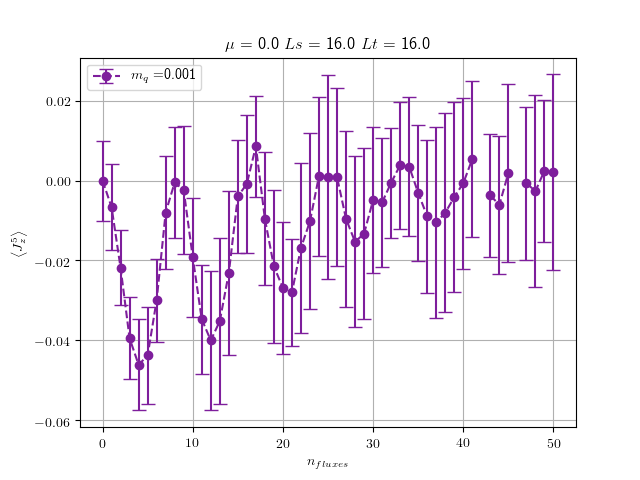 μ = 0.0 Ls = 16.0 Lt = 16.0
m_q =0.001
0.02
0.00
−0.02
−0.04
−0.06
⟨J_z^5⟩
0 10 20 30 40 50
n_fluxes